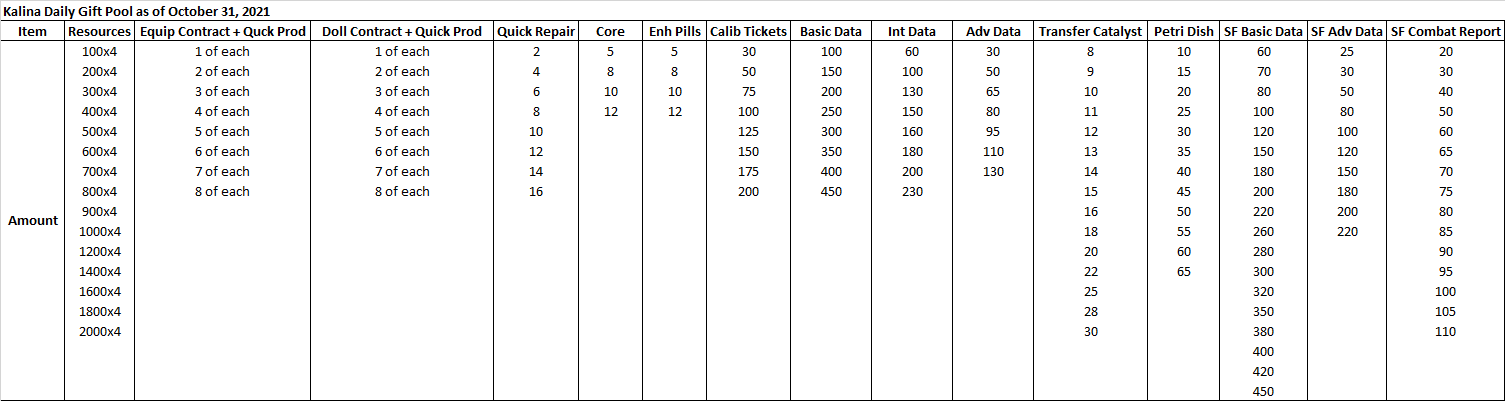 Kalina Daily Gift Pool as of October 31, 2021
Item Resources Equip Contract + Quck Prod Doll Contract + Quick Prod Quick Repair Core Enh Pills Calib Tickets Basic Data Int Data Adv Data Transfer Catalyst Petri Dish SF Basic Data SF Adv Data SF Combat Report
100x4 1 of each 1 of each 2 5 5 30 100 60 30 8 10 60 25 20
200x4 2 of each 2 of each 4 8 8 50 150 100 50 9 15 70 30 30
300x4 3 of each 3 of each 6 10 10 75 200 130 65 10 20 80 50 40
400x4 4 of each 4 of each 8 12 12 100 250 150 80 11 25 100 80 50
500x4 5 of each 5 of each 10 125 300 160 95 12 30 120 100 60
600x4 6 of each 6 of each 12 150 350 180 110 13 35 150 120 65
700x4 7 of each 7 of each 14 175 400 200 130 14 40 180 150 70
800x4 8 of each 8 of each 16 200 450 230 15 45 200 180 75
900x4 16 50 220 200 80
Amount
1000x4 18 55 260 220 85
1200x4 20 60 280 90
1400x4 22 65 300 95
1600x4 25 320 100
1800x4 28 350 105
2000x4 30 380 110
400
420
450